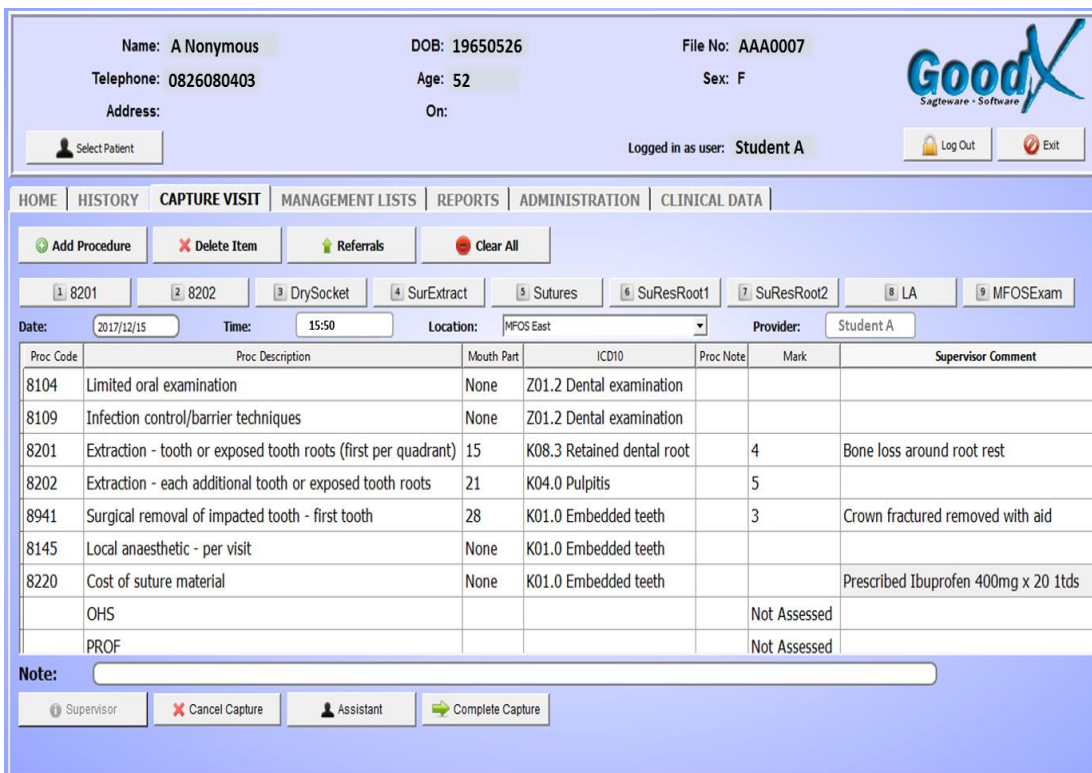 Name: A Nonymous DOB: 19650526 File No: AAA0007
Telephone: 0826080403 Age: 52 Sex: F
Address: On:
GoodX
Sagteware • Software
Select Patient Logged in as user: Student A Log Out Exit
HOME HISTORY CAPTURE VISIT MANAGEMENT LISTS REPORTS ADMINISTRATION CLINICAL DATA
Add Procedure Delete Item Referrals Clear All
1 8201 2 8202 3 DrySocket 4 SurExtract 5 Sutures 6 SuResRoot1 7 SuResRoot2 8 LA 9 MFOSExam
Date: 2017/12/15 Time: 15:50 Location: MFOS East Provider: Student A
Proc Code Proc Description Mouth Part ICD10 Proc Note Mark Supervisor Comment
8104 Limited oral examination None Z01.2 Dental examination
8109 Infection control/barrier techniques None Z01.2 Dental examination
8201 Extraction - tooth or exposed tooth roots (first per quadrant) 15 K08.3 Retained dental root 4 Bone loss around root rest
8202 Extraction - each additional tooth or exposed tooth roots 21 K04.0 Pulpitis 5
8941 Surgical removal of impacted tooth - first tooth 28 K01.0 Embedded teeth 3 Crown fractured removed with aid
8145 Local anaesthetic - per visit None K01.0 Embedded teeth
8220 Cost of suture material None K01.0 Embedded teeth Prescribed Ibuprofen 400mg x 20 1tds
OHS Not Assessed
PROF Not Assessed
Note:
Supervisor Cancel Capture Assistant Complete Capture